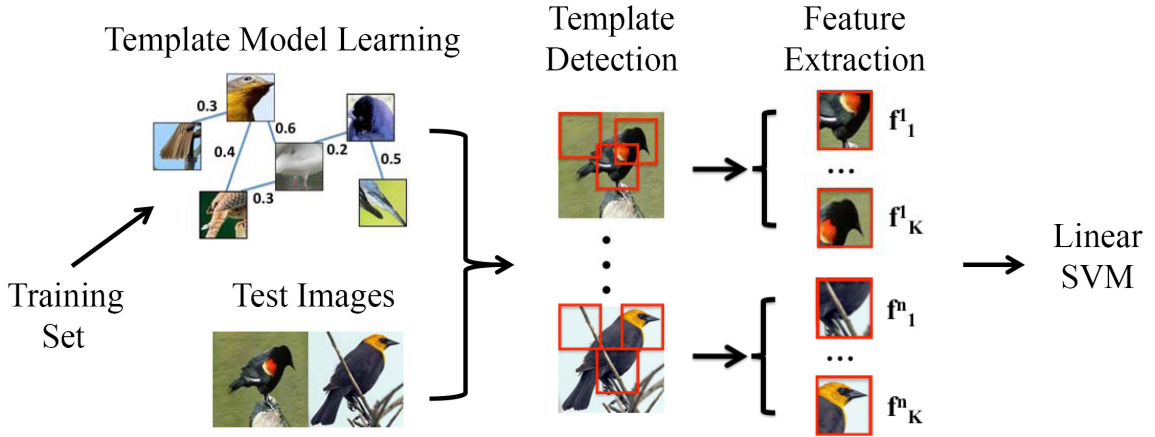 Template Model Learning
0.3
0.6
0.4
0.2
0.5
0.3
Training
Set
Test Images
Template
Detection
Feature
Extraction
f¹₁
...
f¹K
fⁿ₁
...
fⁿK
Linear
SVM